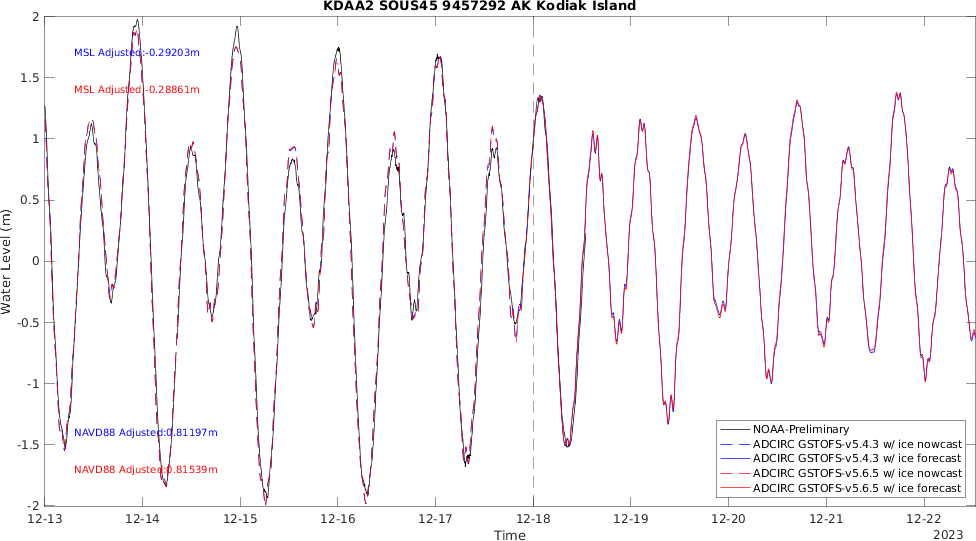 KDAA2 SOUS45 9457292 AK Kodiak Island
2
1.5
1
0.5
0
-0.5
-1
-1.5
-2
Water Level (m)
MSL Adjusted:-0.29203m
MSL Adjusted:-0.28861m
NAVD88 Adjusted:0.81197m
NAVD88 Adjusted:0.81539m
NOAA-Preliminary
ADCIRC GSTOFS-v5.4.3 w/ ice nowcast
ADCIRC GSTOFS-v5.4.3 w/ ice forecast
ADCIRC GSTOFS-v5.6.5 w/ ice nowcast
ADCIRC GSTOFS-v5.6.5 w/ ice forecast
12-13 12-14 12-15 12-16 12-17 12-18 12-19 12-20 12-21 12-22
Time
2023